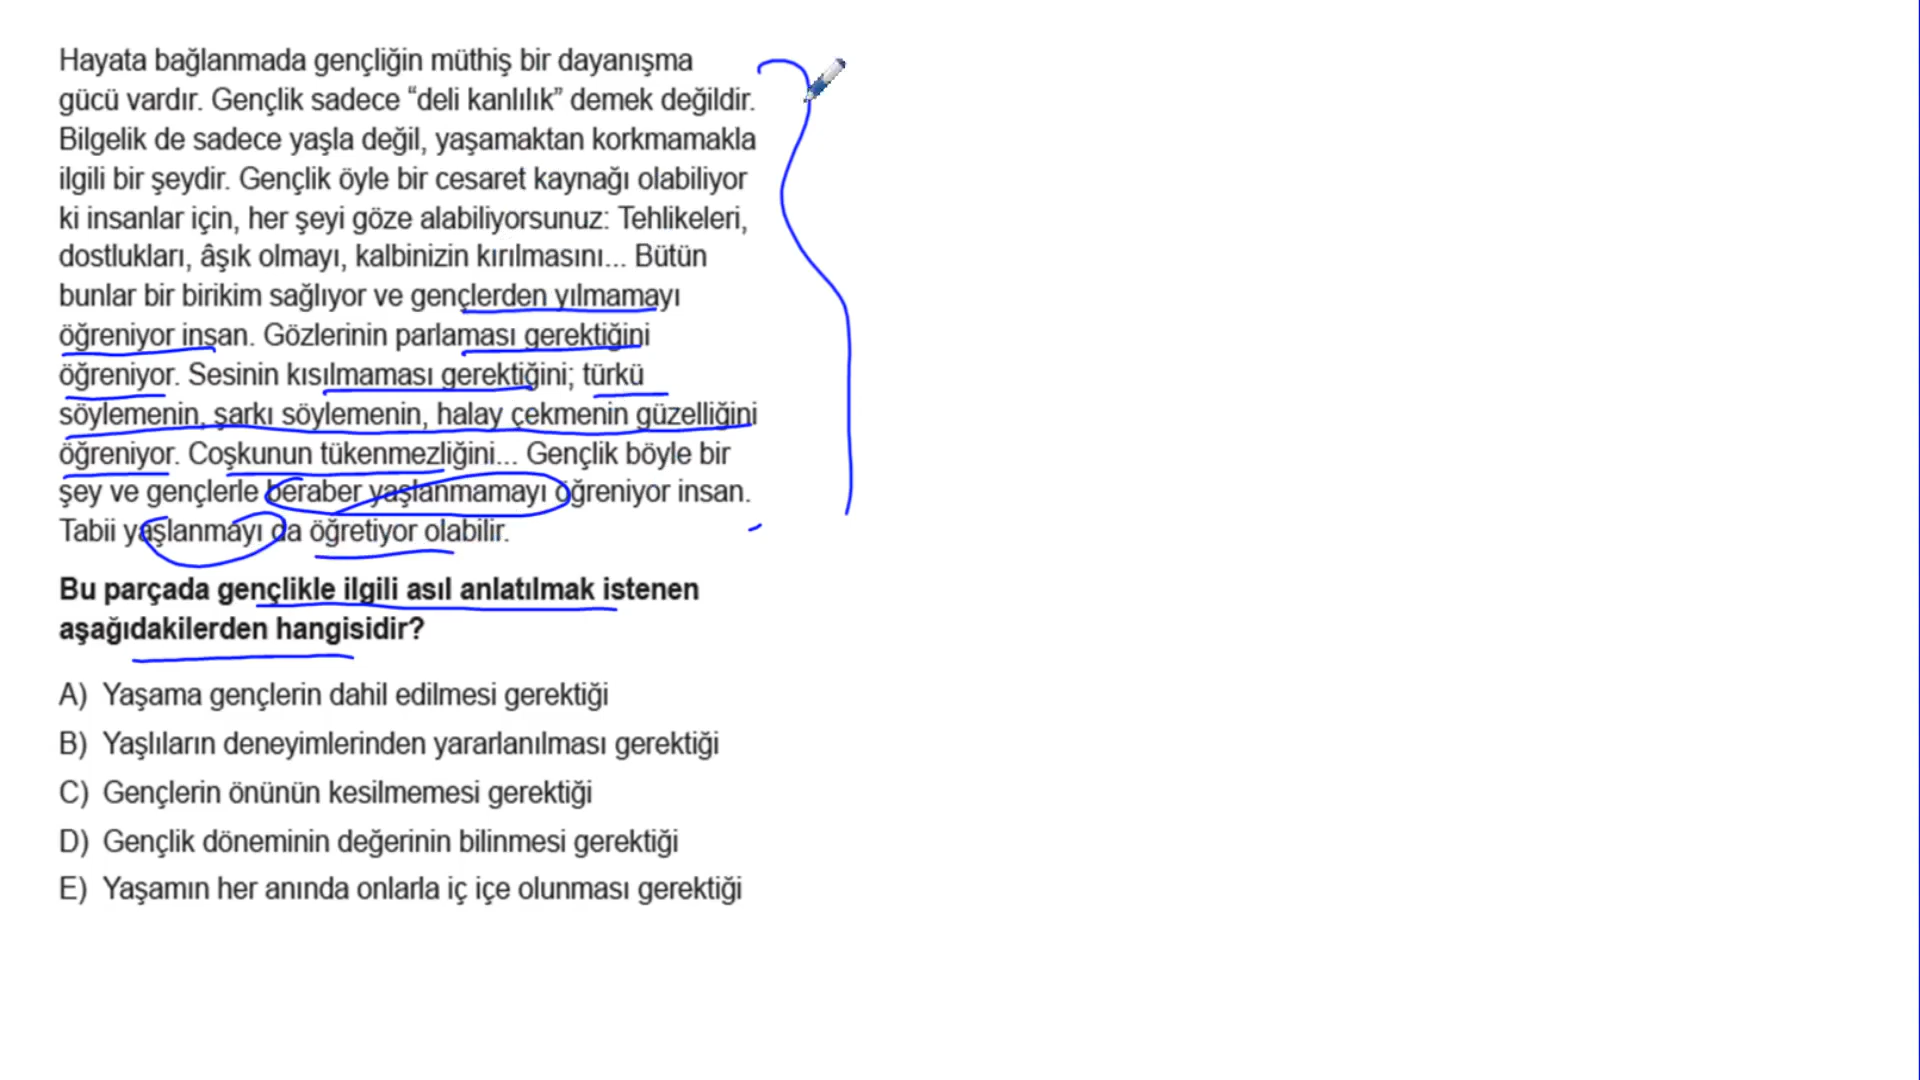 Hayata bağlanmada gençliğin müthiş bir dayanışma
gücü vardır. Gençlik sadece “deli kanlılık” demek değildir.
Bilgelik de sadece yaşla değil, yaşamaktan korkmamakla
ilgili bir şeydir. Gençlik öyle bir cesaret kaynağı olabiliyor
ki insanlar için, her şeyi göze alabiliyorsunuz: Tehlikeleri,
dostlukları, âşık olmayı, kalbinizin kırılmasını... Bütün
bunlar bir birikim sağlıyor ve gençlerden yılmamayı
öğreniyor insan. Gözlerinin parlaması gerektiğini
öğreniyor. Sesinin kısılmaması gerektiğini; türkü
söylemenin, şarkı söylemenin, halay çekmenin güzelliğini
öğreniyor. Coşkunun tükenmezliğini... Gençlik böyle bir
şey ve gençlerle beraber yaşlanmamayı öğreniyor insan.
Tabii yaşlanmayı da öğretiyor olabilir.
Bu parçada gençlikle ilgili asıl anlatılmak istenen
aşağıdakilerden hangisidir?
A) Yaşama gençlerin dahil edilmesi gerektiği
B) Yaşlıların deneyimlerinden yararlanılması gerektiği
C) Gençlerin önünün kesilmemesi gerektiği
D) Gençlik döneminin değerinin bilinmesi gerektiği
E) Yaşamın her anında onlarla iç içe olunması gerektiği